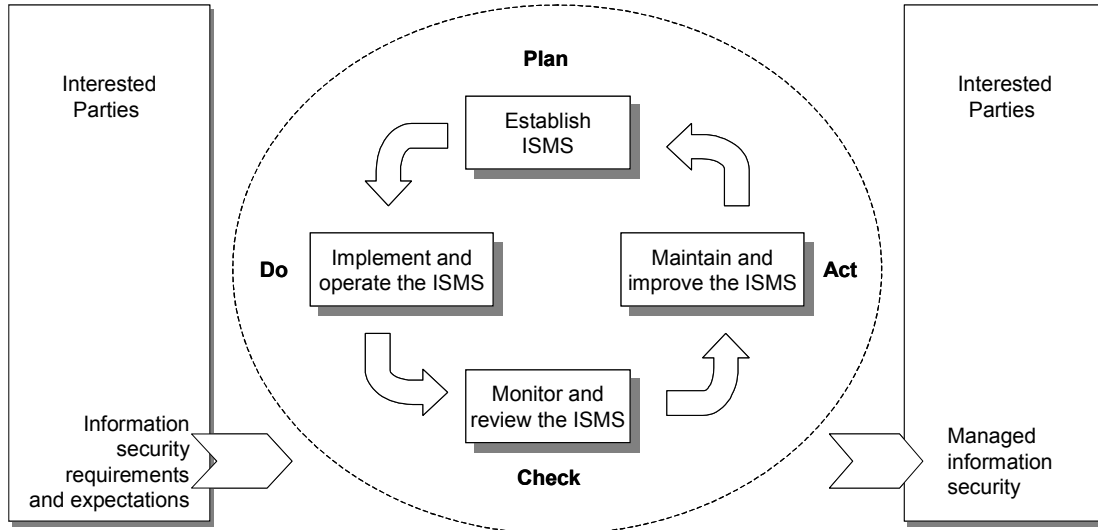 Interested
Parties
Information
security
requirements
and expectations
Plan
Establish
ISMS
Do
Implement and
operate the ISMS
Maintain and
improve the ISMS
Act
Monitor and
review the ISMS
Check
Interested
Parties
Managed
information
security